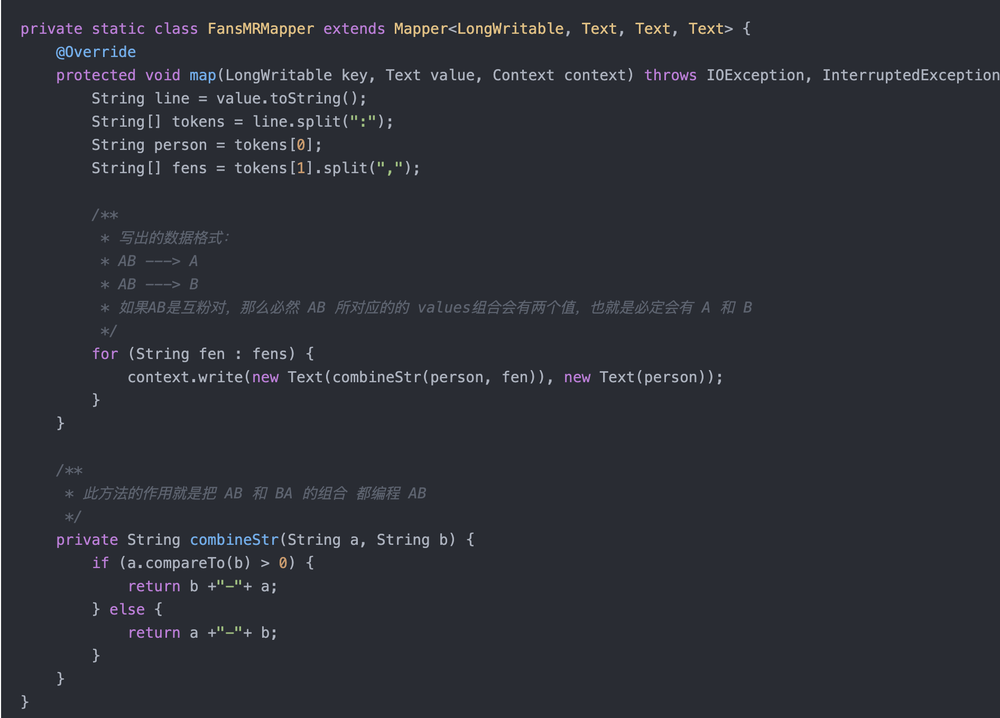 private static class FansMRMapper extends Mapper<LongWritable, Text, Text, Text> {
    @Override
    protected void map(LongWritable key, Text value, Context context) throws IOException, InterruptedException
        String line = value.toString();
        String[] tokens = line.split(":");
        String person = tokens[0];
        String[] fens = tokens[1].split(",");

        /**
         * 写出的数据格式：
         * AB ---> A
         * AB ---> B
         * 如果AB是互粉对，那么必然 AB 所对应的的 values组合会有两个值，也就是必定会有 A 和 B
         */
        for (String fen : fens) {
            context.write(new Text(combineStr(person, fen)), new Text(person));
        }
    }

    /**
     * 此方法的作用就是把 AB 和 BA 的组合 都编程 AB
     */
    private String combineStr(String a, String b) {
        if (a.compareTo(b) > 0) {
            return b +"-"+ a;
        } else {
            return a +"-"+ b;
        }
    }
}